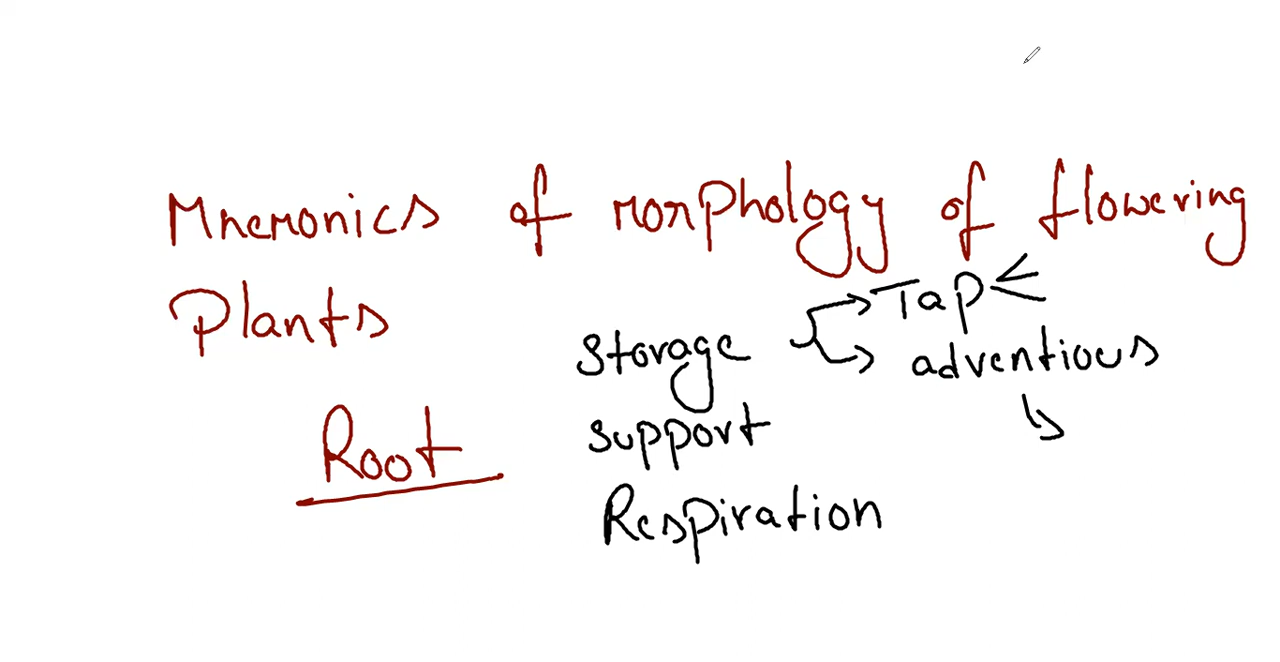 Mnemonics of morphology of flowering
Plants
Tap
Storage
adventious
Root
support
Respiration